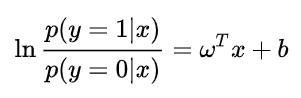 ln p(y = 1|x) / p(y = 0|x) = ω^T x + b